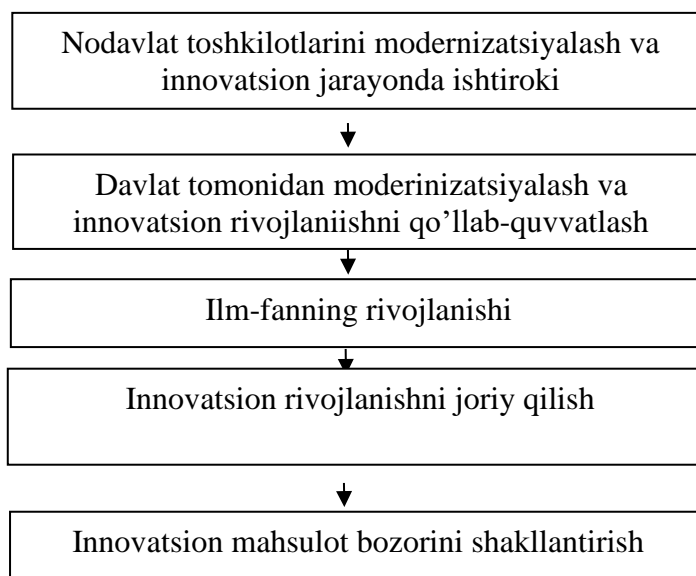 Nodavlat toshkilotlarini modernizatsiyalash va
innovatsion jarayonda ishtiroki
Davlat tomonidan moderinizatsiyalash va
innovatsion rivojlaniishni qo’llab-quvvatlash
Ilm-fanning rivojlanishi
Innovatsion rivojlanishni joriy qilish
Innovatsion mahsulot bozorini shakllantirish